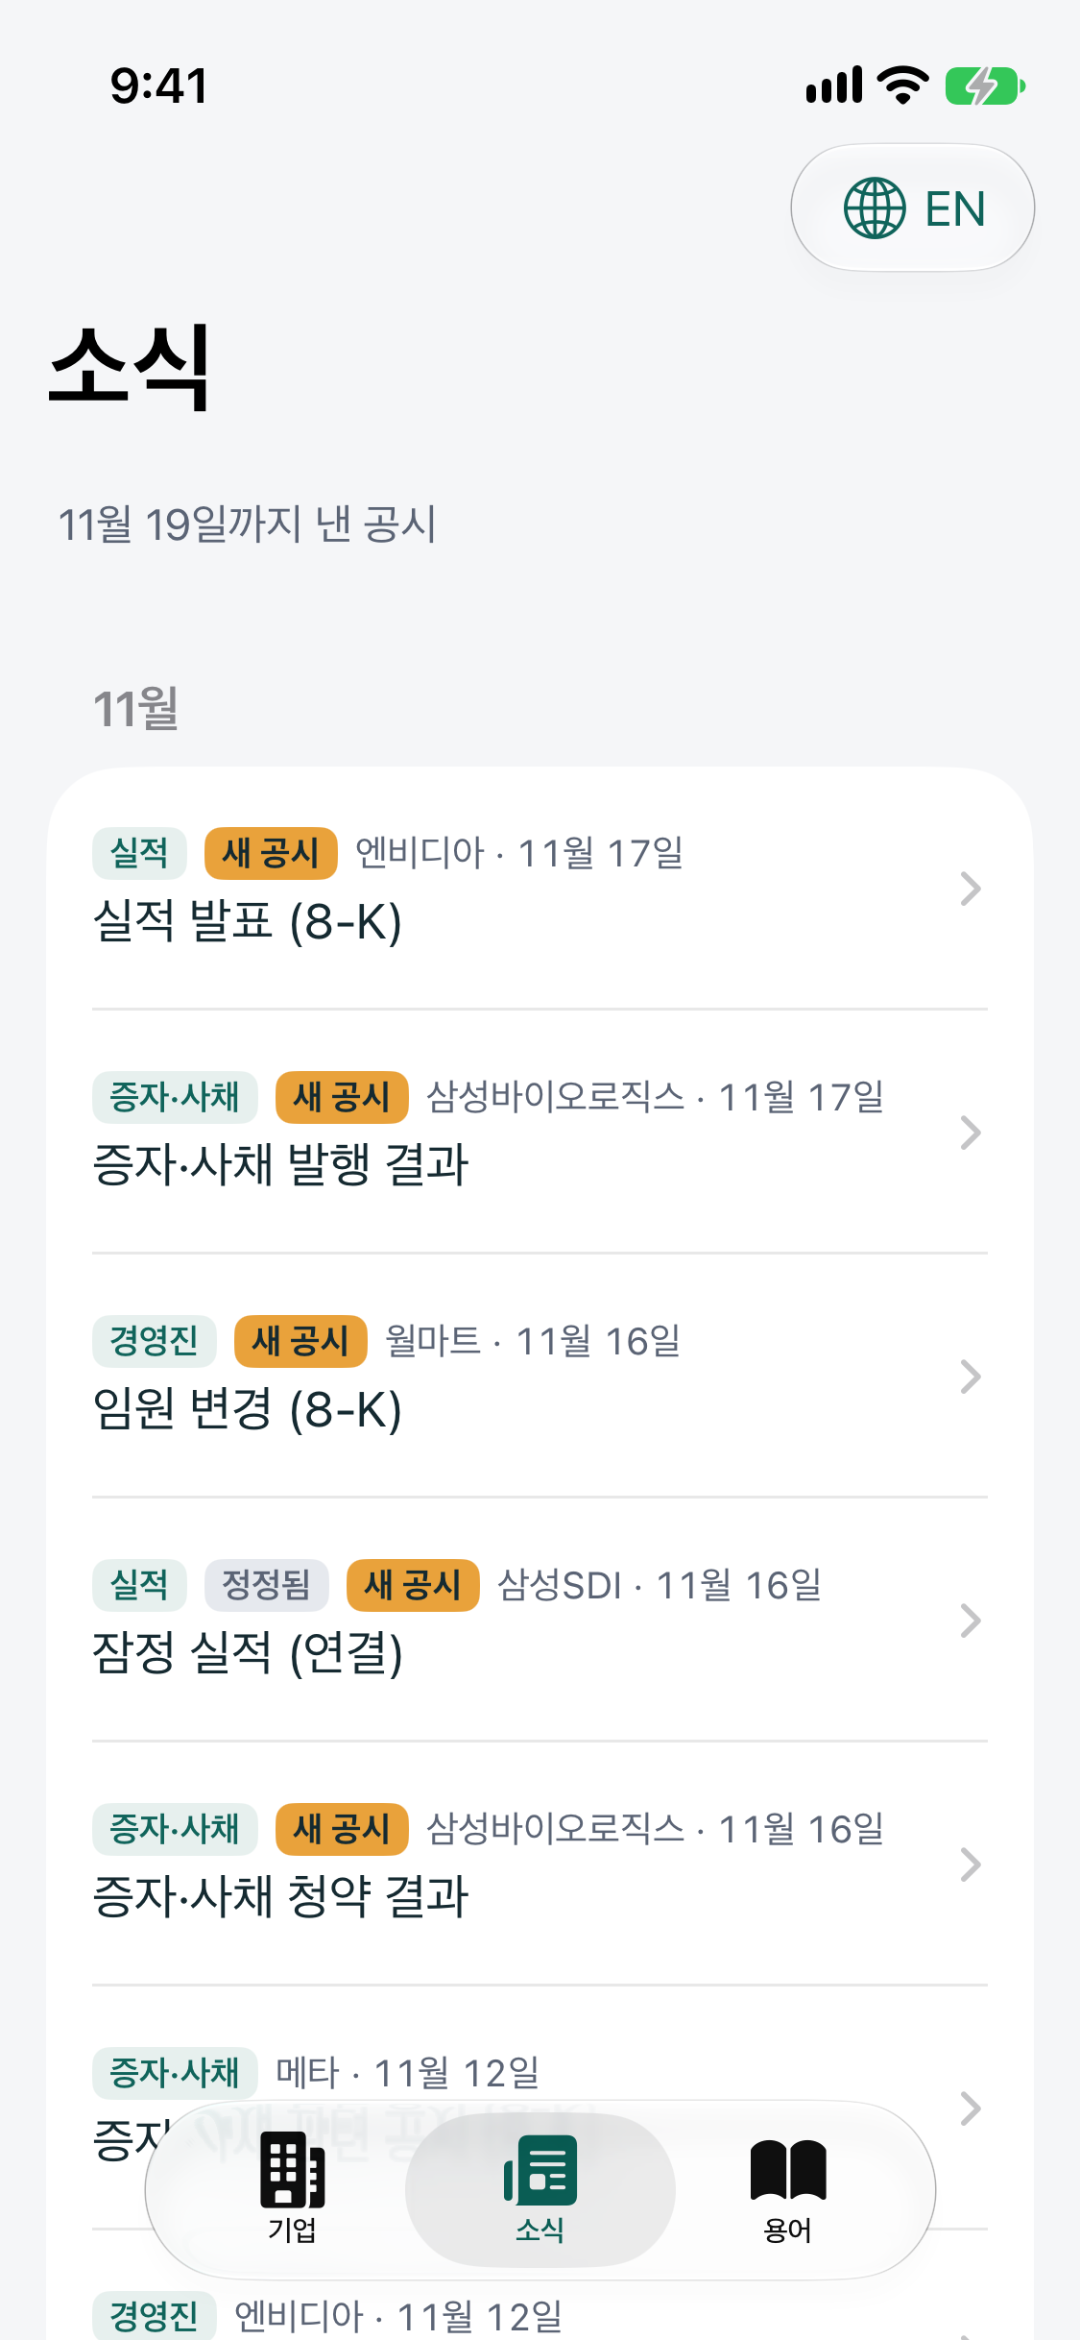 9:41
EN
소식
11월 19일까지 낸 공시
11월
실적 새 공시 엔비디아 · 11월 17일
실적 발표 (8-K)
증자·사채 새 공시 삼성바이오로직스 · 11월 17일
증자·사채 발행 결과
경영진 새 공시 월마트 · 11월 16일
임원 변경 (8-K)
실적 정정됨 새 공시 삼성SDI · 11월 16일
잠정 실적 (연결)
증자·사채 새 공시 삼성바이오로직스 · 11월 16일
증자·사채 청약 결과
증자·사채 메타 · 11월 12일
증자
기업 소식 용어
경영진 엔비디아 · 11월 12일